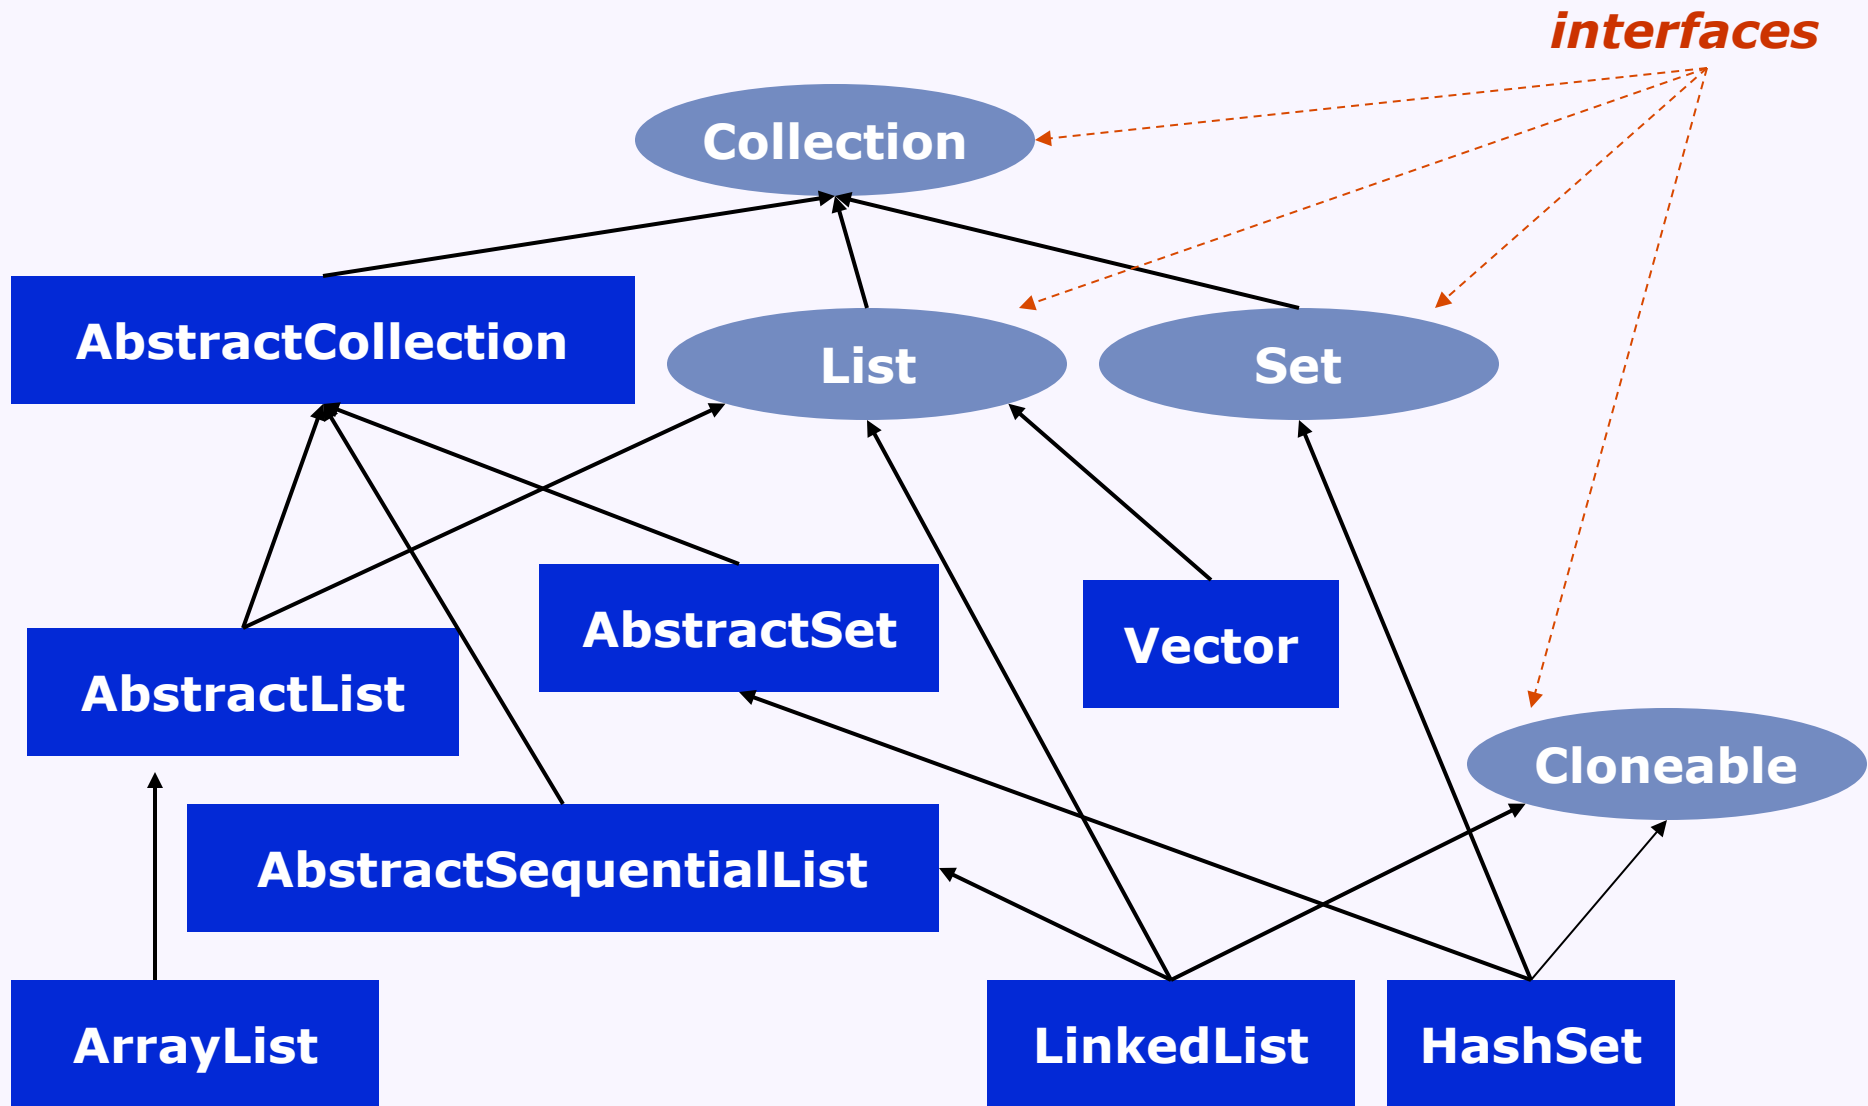 interfaces
Collection
AbstractCollection
List
Set
AbstractSet
Vector
AbstractList
Cloneable
AbstractSequentialList
ArrayList
LinkedList
HashSet